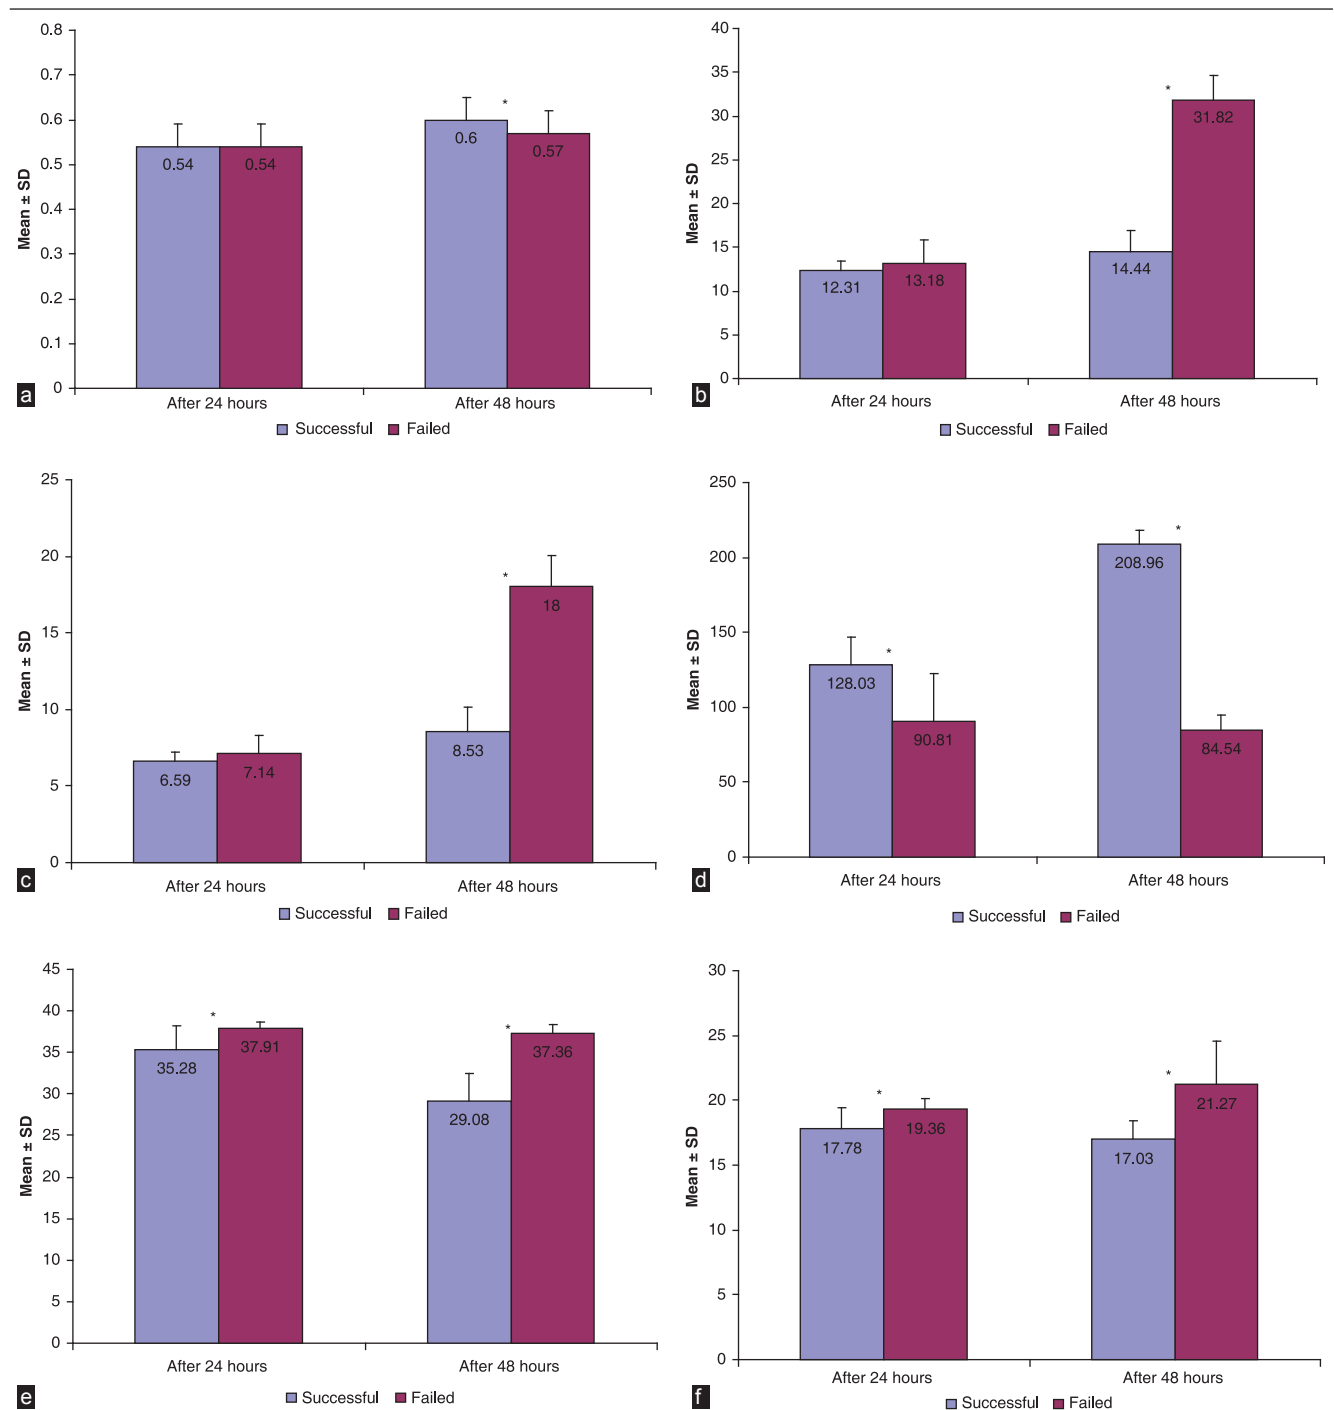 0.8
0.7
0.6
0.5
0.4
0.3
0.2
0.1
0
Mean ± SD
0.54
0.54
0.6
*
0.57
After 24 hours
After 48 hours
Successful
Failed
a
40
35
30
25
20
15
10
5
0
Mean ± SD
12.31
13.18
14.44
*
31.82
After 24 hours
After 48 hours
Successful
Failed
b
25
20
15
10
5
0
Mean ± SD
6.59
7.14
8.53
*
18
After 24 hours
After 48 hours
Successful
Failed
c
250
200
150
100
50
0
Mean ± SD
128.03
*
90.81
208.96
*
84.54
After 24 hours
After 48 hours
Successful
Failed
d
45
40
35
30
25
20
15
10
5
0
Mean ± SD
35.28
*
37.91
29.08
*
37.36
After 24 hours
After 48 hours
Successful
Failed
e
30
25
20
15
10
5
0
Mean ± SD
17.78
*
19.36
17.03
*
21.27
After 24 hours
After 48 hours
Successful
Failed
f